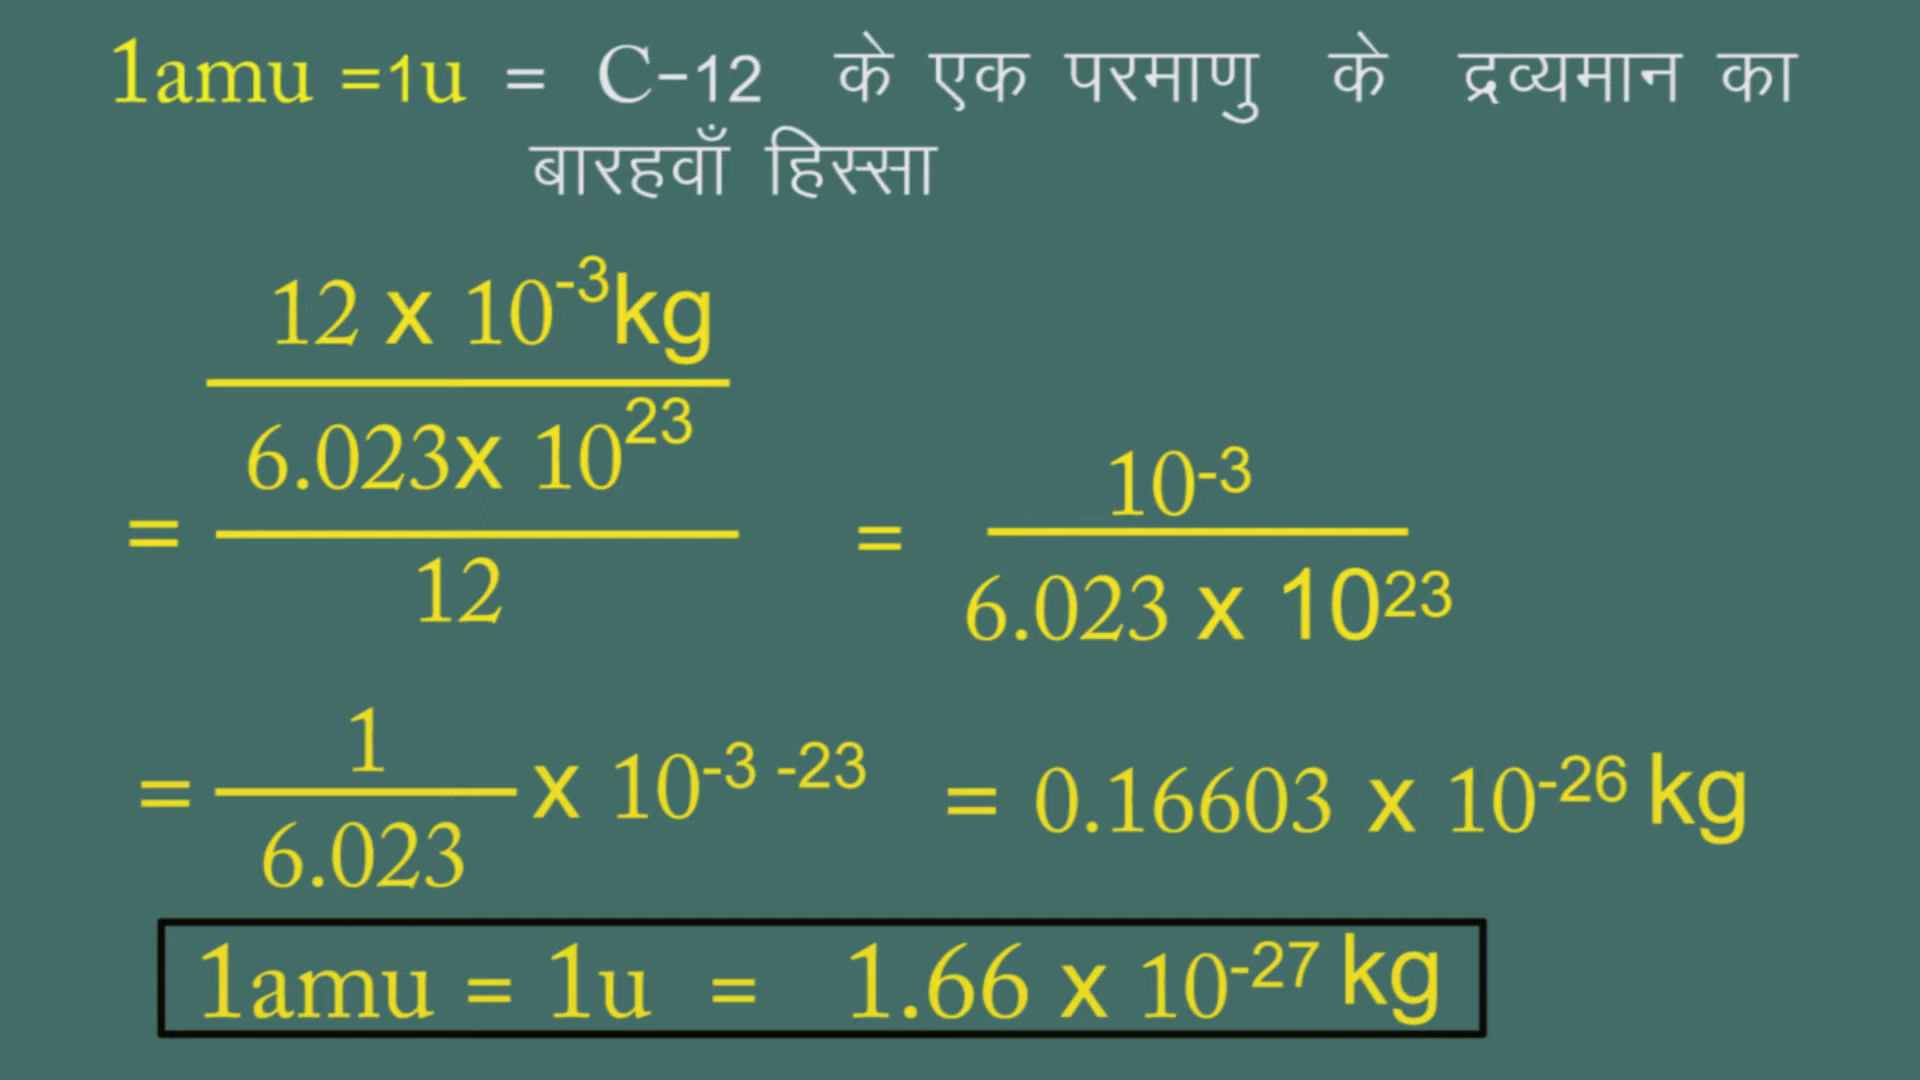 1amu =1u = C-12 के एक परमाणु के द्रव्यमान का
बारहवाँ हिस्सा
12 x 10⁻³kg
6.023x 10²³
=
12
= 10⁻³
6.023 x 10²³
= 1
6.023
x 10⁻³ ⁻²³ = 0.16603 x 10⁻²⁶ kg
1amu = 1u = 1.66 x 10⁻²⁷ kg